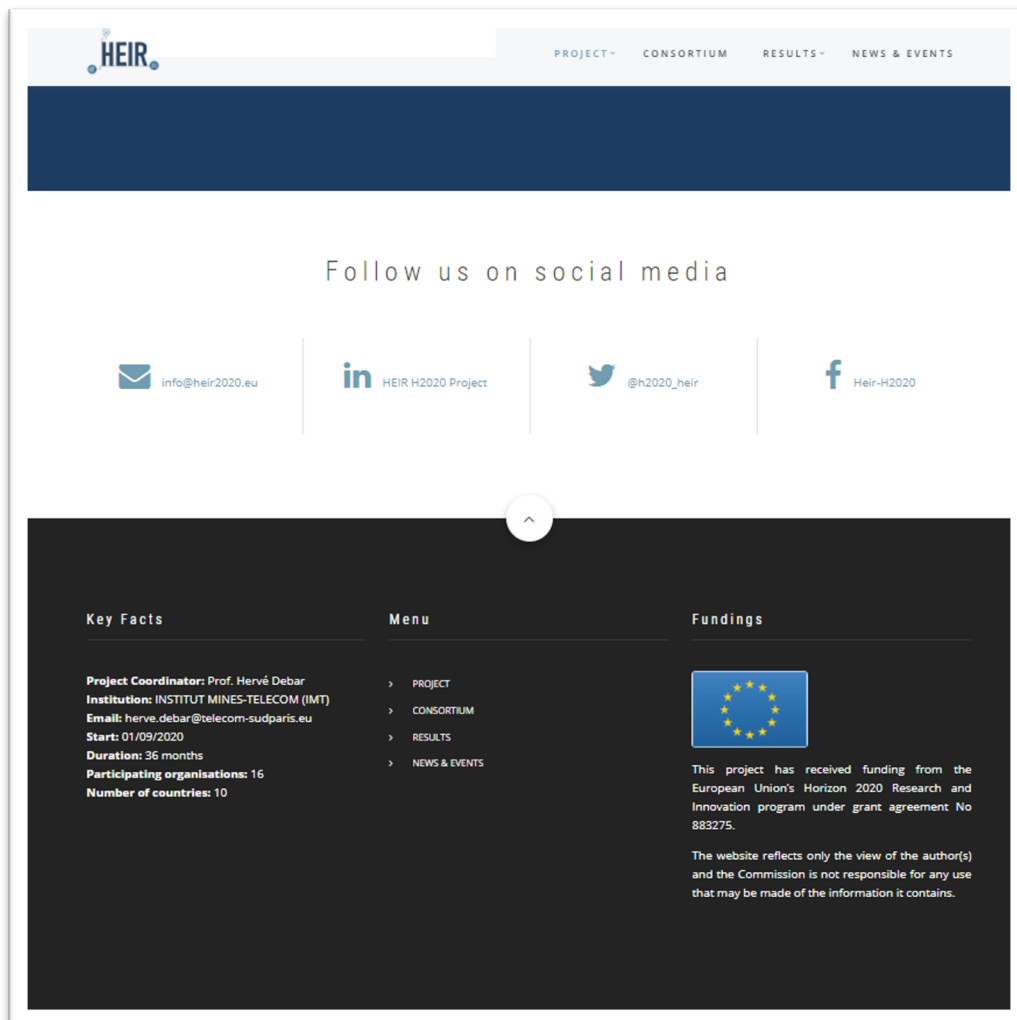 HEIR
PROJECT
CONSORTIUM
RESULTS
NEWS & EVENTS
Follow us on social media
info@heir2020.eu
in HEIR H2020 Project
@h2020_heir
f Heir-H2020
Key Facts
Project Coordinator: Prof. Hervé Debar
Institution: INSTITUT MINES-TELECOM (IMT)
Email: herve.debar@telecom-sudparis.eu
Start: 01/09/2020
Duration: 36 months
Participating organisations: 16
Number of countries: 10
Menu
PROJECT
CONSORTIUM
RESULTS
NEWS & EVENTS
Fundings
This project has received funding from the
European Union's Horizon 2020 Research and
Innovation program under grant agreement No
883275.
The website reflects only the view of the author(s)
and the Commission is not responsible for any use
that may be made of the information it contains.